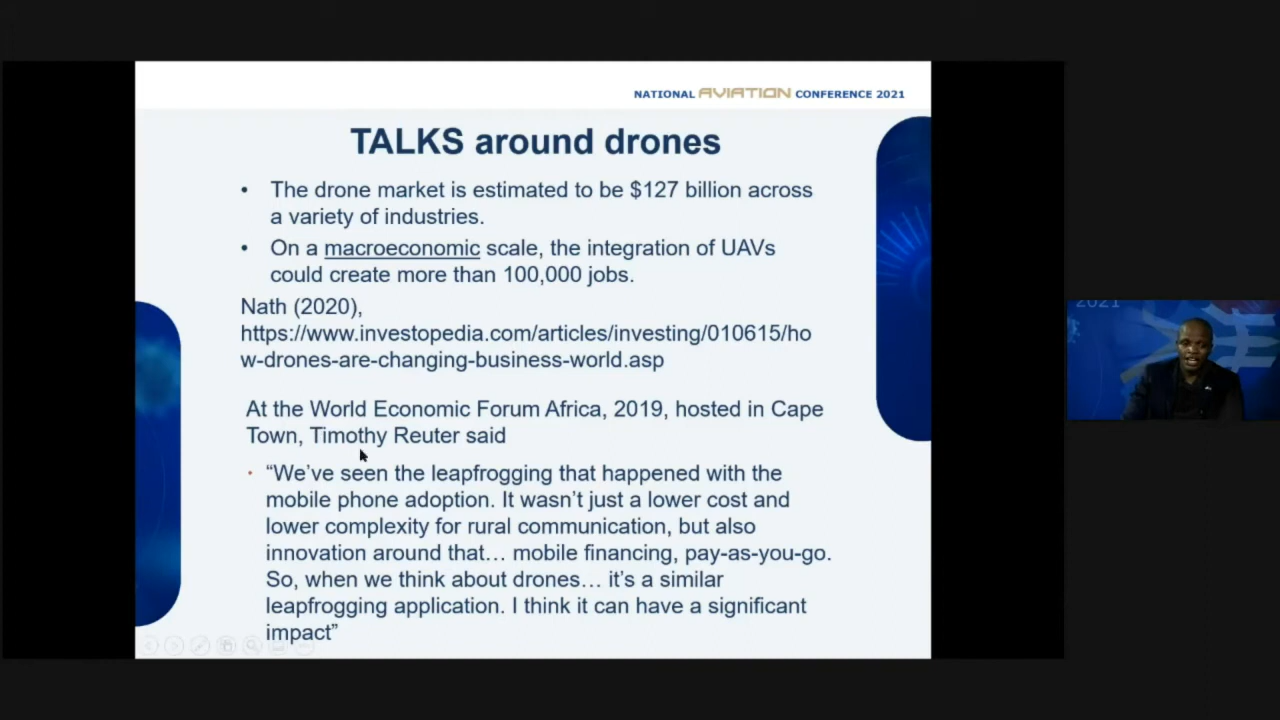 NATIONAL AVIATION CONFERENCE 2021
TALKS around drones
• The drone market is estimated to be $127 billion across
a variety of industries.
• On a macroeconomic scale, the integration of UAVs
could create more than 100,000 jobs.
Nath (2020),
https://www.investopedia.com/articles/investing/010615/ho
w-drones-are-changing-business-world.asp
At the World Economic Forum Africa, 2019, hosted in Cape
Town, Timothy Reuter said
• “We’ve seen the leapfrogging that happened with the
mobile phone adoption. It wasn’t just a lower cost and
lower complexity for rural communication, but also
innovation around that… mobile financing, pay-as-you-go.
So, when we think about drones… it’s a similar
leapfrogging application. I think it can have a significant
impact”
2021